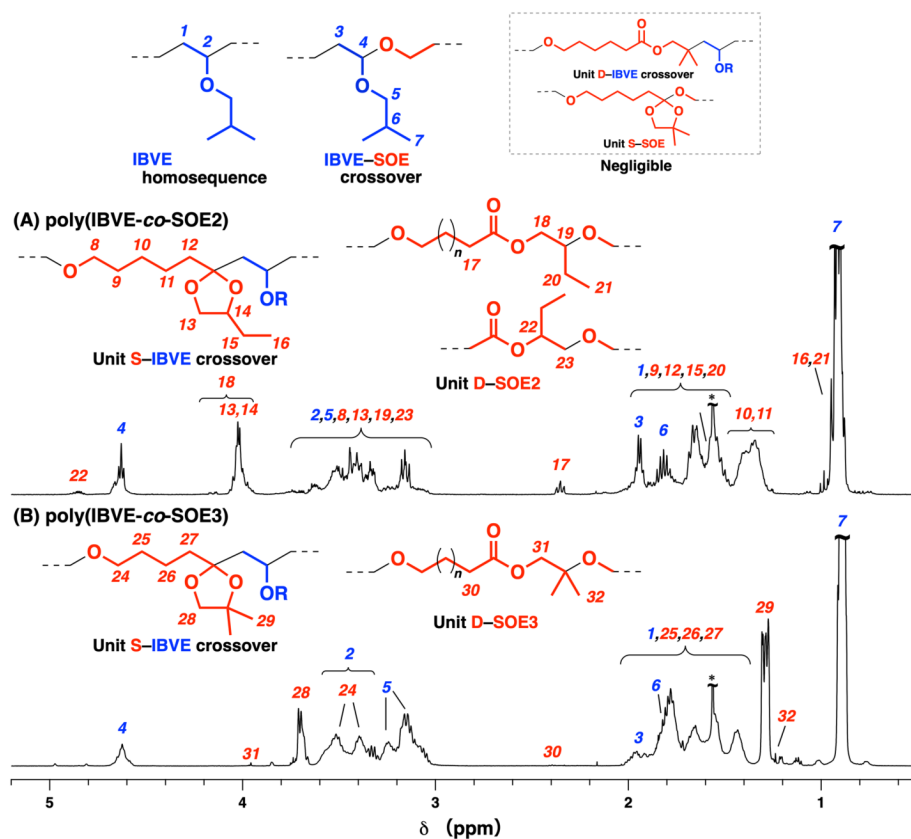 1 2 3 4
O
O
O
5
6
7
IBVE
homosequence
IBVE–SOE
crossover
O
O
O
OR
Unit D–IBVE crossover
O
O
O
O
Unit S–SOE
Negligible
(A) poly(IBVE-co-SOE2)
8 10 12
O
9 11
O
O
OR
13
14
15 16
Unit S–IBVE crossover
O
O
n
O
O
17
18
19
20
21
O
O
O
22
23
Unit D–SOE2
7
18
13,14
4
22
2,5,8,13,19,23
17
1,9,12,15,20
*
3
6
10,11
16,21
(B) poly(IBVE-co-SOE3)
25 27
O
24 26
O
O
OR
28
29
Unit S–IBVE crossover
O
O
n
O
O
30
31
32
Unit D–SOE3
7
4
31
28
2
24
5
30
1,25,26,27
6
*
3
29
32
5 4 3 2 1
δ (ppm)